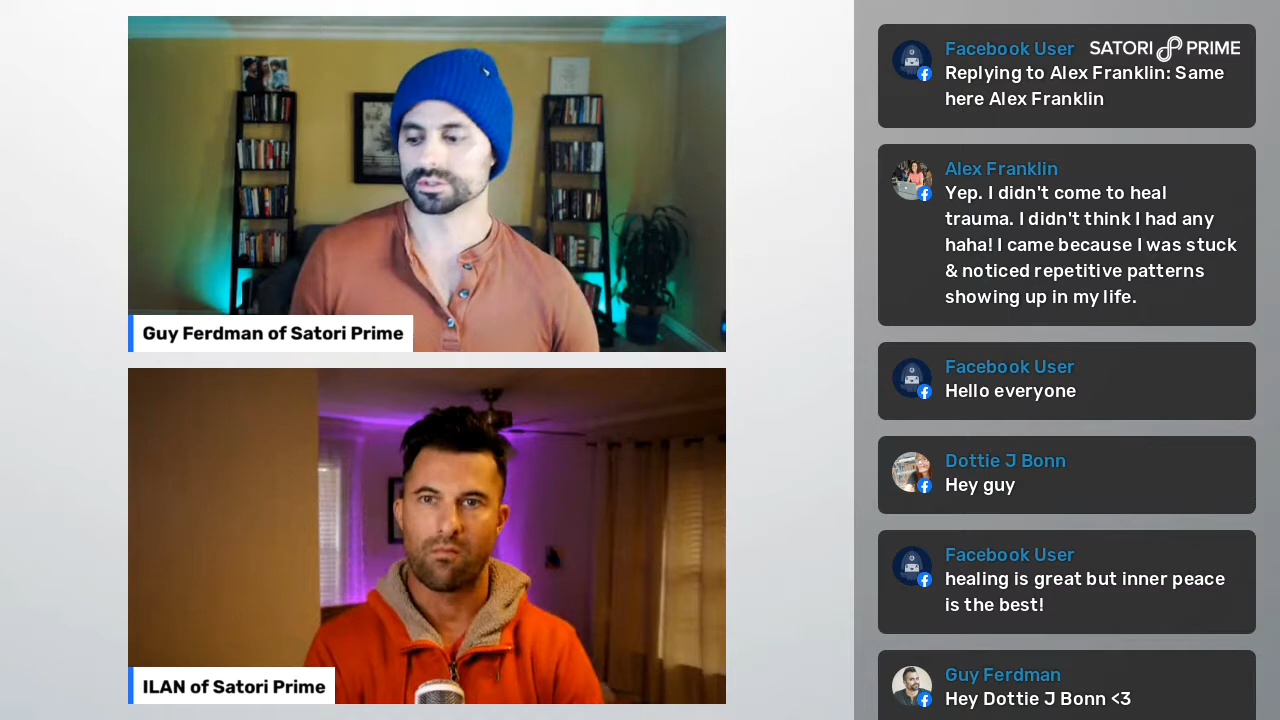 Guy Ferdman of Satori Prime
ILAN of Satori Prime
SATORI PRIME
Facebook User
Replying to Alex Franklin: Same
here Alex Franklin
Alex Franklin
Yep. I didn't come to heal
trauma. I didn't think I had any
haha! I came because I was stuck
& noticed repetitive patterns
showing up in my life.
Facebook User
Hello everyone
Dottie J Bonn
Hey guy
Facebook User
healing is great but inner peace
is the best!
Guy Ferdman
Hey Dottie J Bonn <3